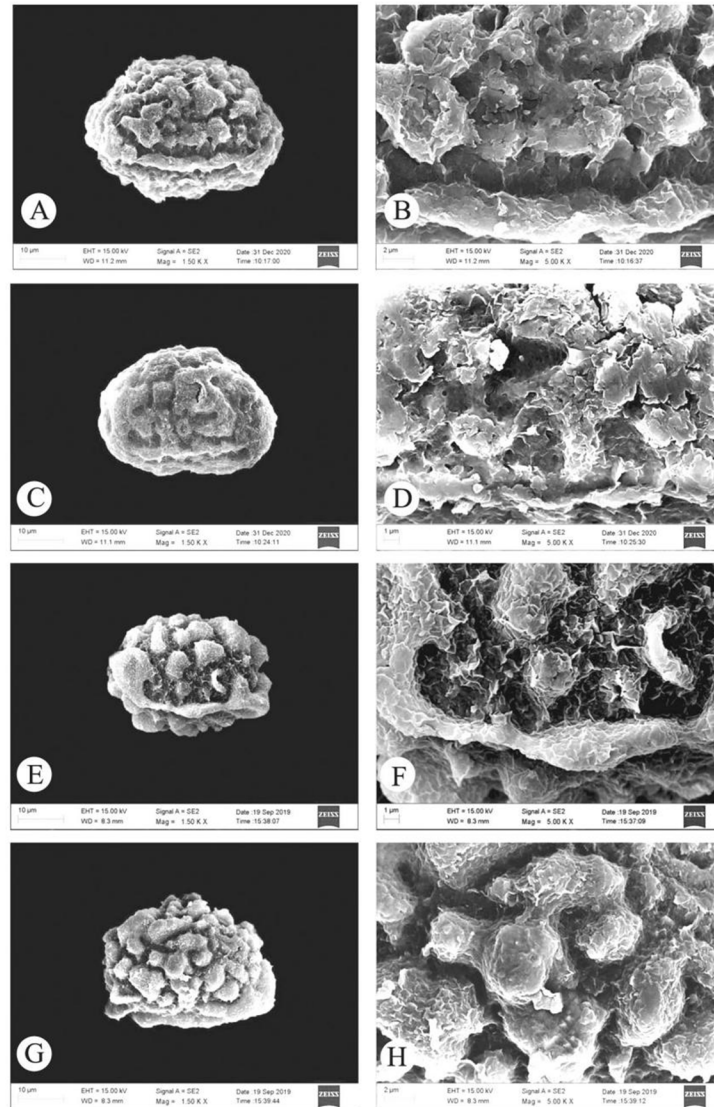 A
10 µm
EHT = 15.00 kV Signal A = SE2 Date :31 Dec 2020
WD = 11.2 mm Mag = 1.50 K X Time :10:17:00
ZEISS
B
2 µm
EHT = 15.00 kV Signal A = SE2 Date :31 Dec 2020
WD = 11.2 mm Mag = 5.00 K X Time :10:16:37
ZEISS
C
10 µm
EHT = 15.00 kV Signal A = SE2 Date :31 Dec 2020
WD = 11.1 mm Mag = 1.50 K X Time :10:24:11
ZEISS
D
1 µm
EHT = 15.00 kV Signal A = SE2 Date :31 Dec 2020
WD = 11.1 mm Mag = 5.00 K X Time :10:25:30
ZEISS
E
10 µm
EHT = 15.00 kV Signal A = SE2 Date :19 Sep 2019
WD = 8.3 mm Mag = 1.50 K X Time :15:38:07
ZEISS
F
1 µm
EHT = 15.00 kV Signal A = SE2 Date :19 Sep 2019
WD = 8.3 mm Mag = 5.00 K X Time :15:37:09
ZEISS
G
10 µm
EHT = 15.00 kV Signal A = SE2 Date :19 Sep 2019
WD = 8.3 mm Mag = 1.50 K X Time :15:39:44
ZEISS
H
2 µm
EHT = 15.00 kV Signal A = SE2 Date :19 Sep 2019
WD = 8.3 mm Mag = 5.00 K X Time :15:39:12
ZEISS